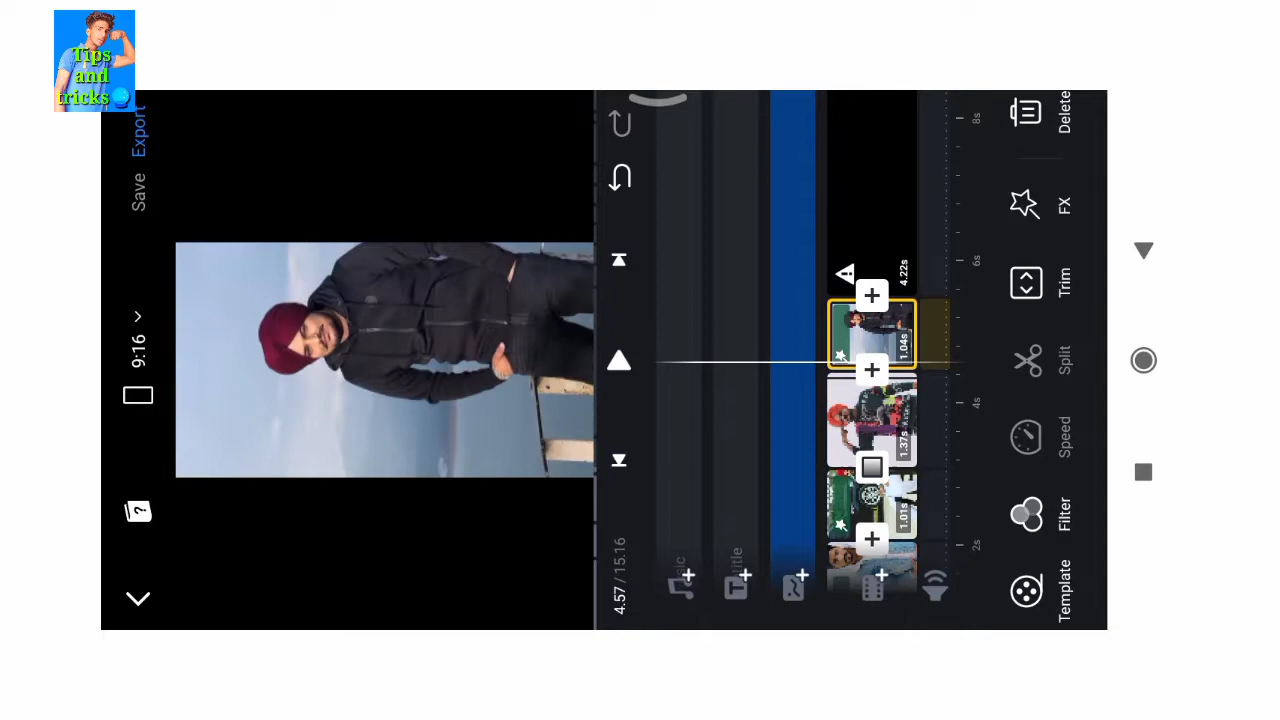 Tips
and
tricks
9:16
Save
Export
4.57 / 15.16
title
1.01s
1.37s
1.04s
4.22s
2s
4s
6s
8s
Template
Filter
Speed
Split
Trim
FX
Delete